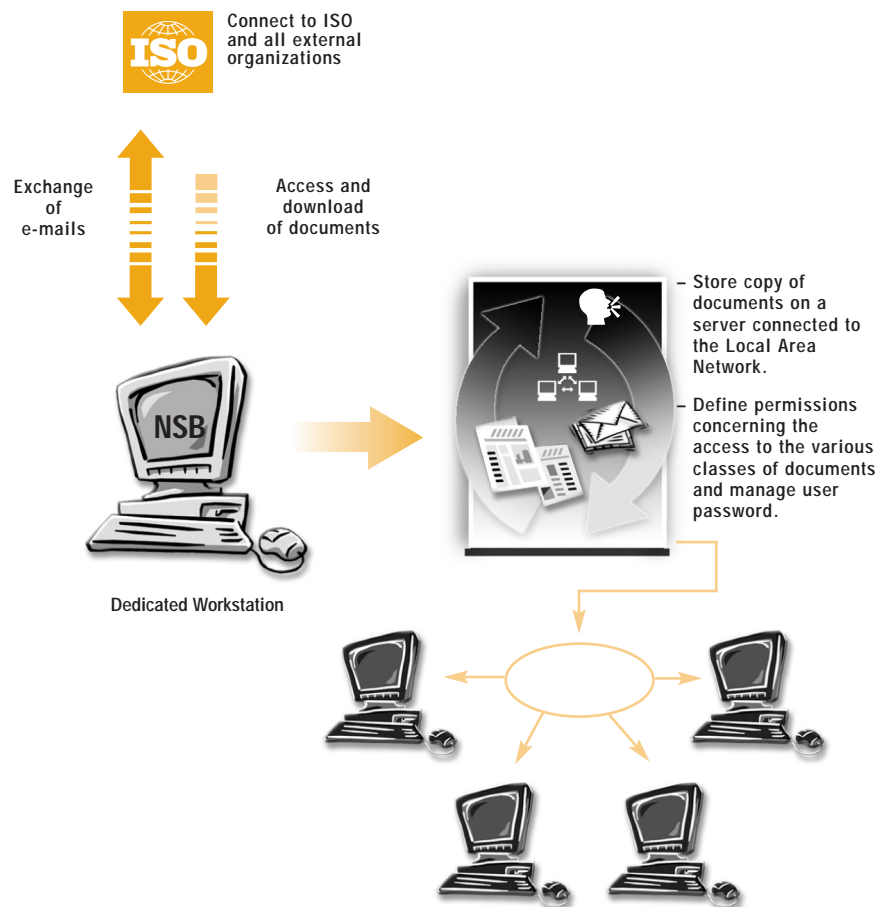 ISO
Connect to ISO
and all external
organizations
Exchange
of
e-mails
Access and
download
of documents
– Store copy of
documents on a
server connected to
the Local Area
Network.
– Define permissions
concerning the
access to the various
classes of documents
and manage user
password.
NSB
Dedicated Workstation